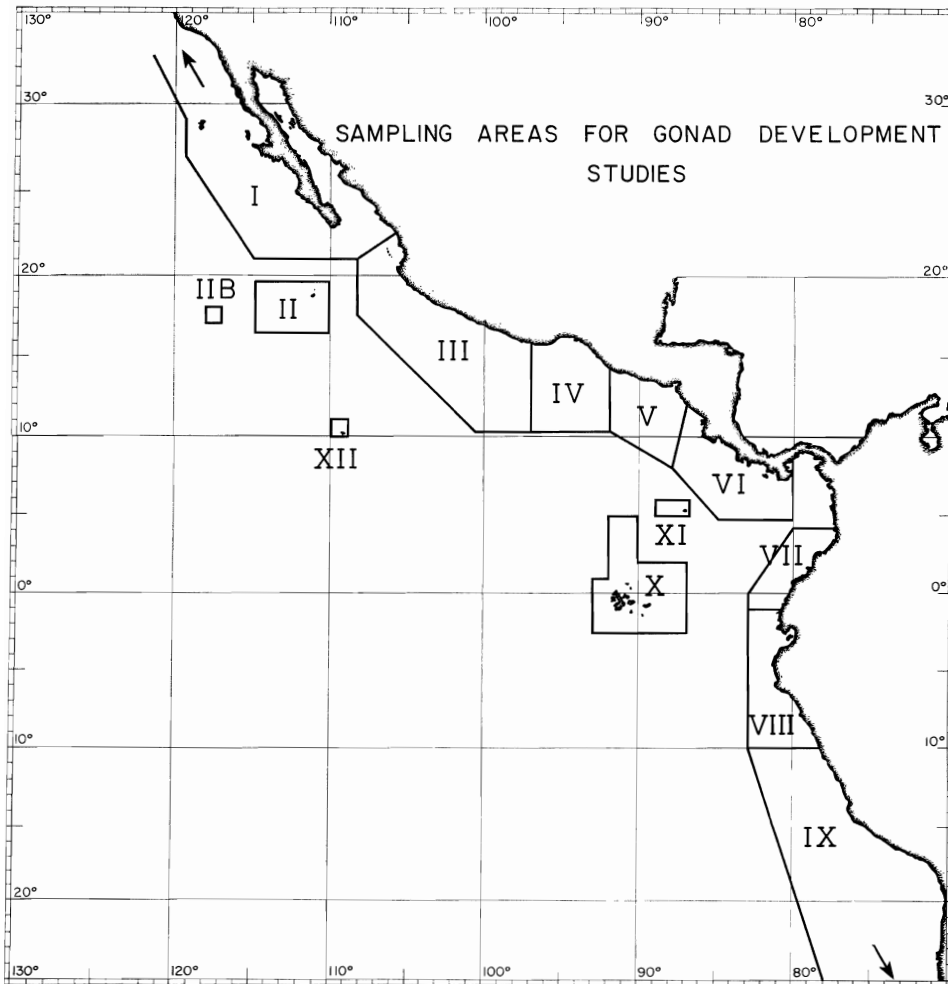 130° 120° 110° 100° 90° 80°
30° 30°
SAMPLING AREAS FOR GONAD DEVELOPMENT
STUDIES
I
20° 20°
IIB
II
III
IV
V
10° 10°
XII
VI
XI
VII
X
0° 0°
VIII
10° 10°
IX
20° 20°
130° 120° 110° 100° 90° 80°